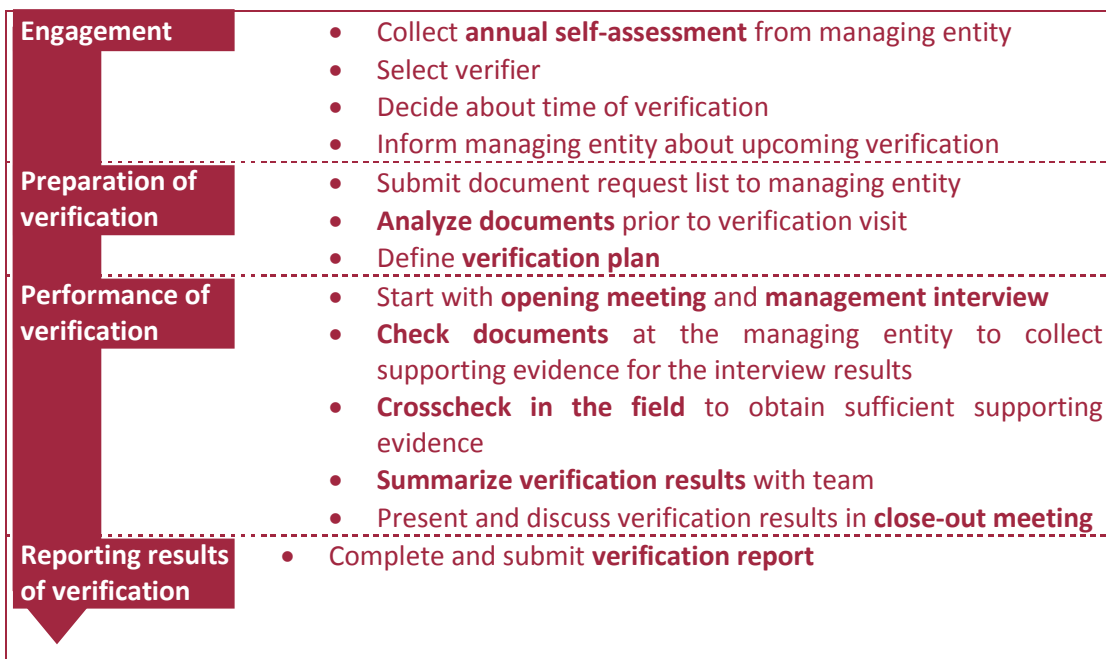 Engagement
• Collect annual self-assessment from managing entity
• Select verifier
• Decide about time of verification
• Inform managing entity about upcoming verification
Preparation of
verification
• Submit document request list to managing entity
• Analyze documents prior to verification visit
• Define verification plan
Performance of
verification
• Start with opening meeting and management interview
• Check documents at the managing entity to collect
supporting evidence for the interview results
• Crosscheck in the field to obtain sufficient supporting
evidence
• Summarize verification results with team
• Present and discuss verification results in close-out meeting
Reporting results
of verification
• Complete and submit verification report